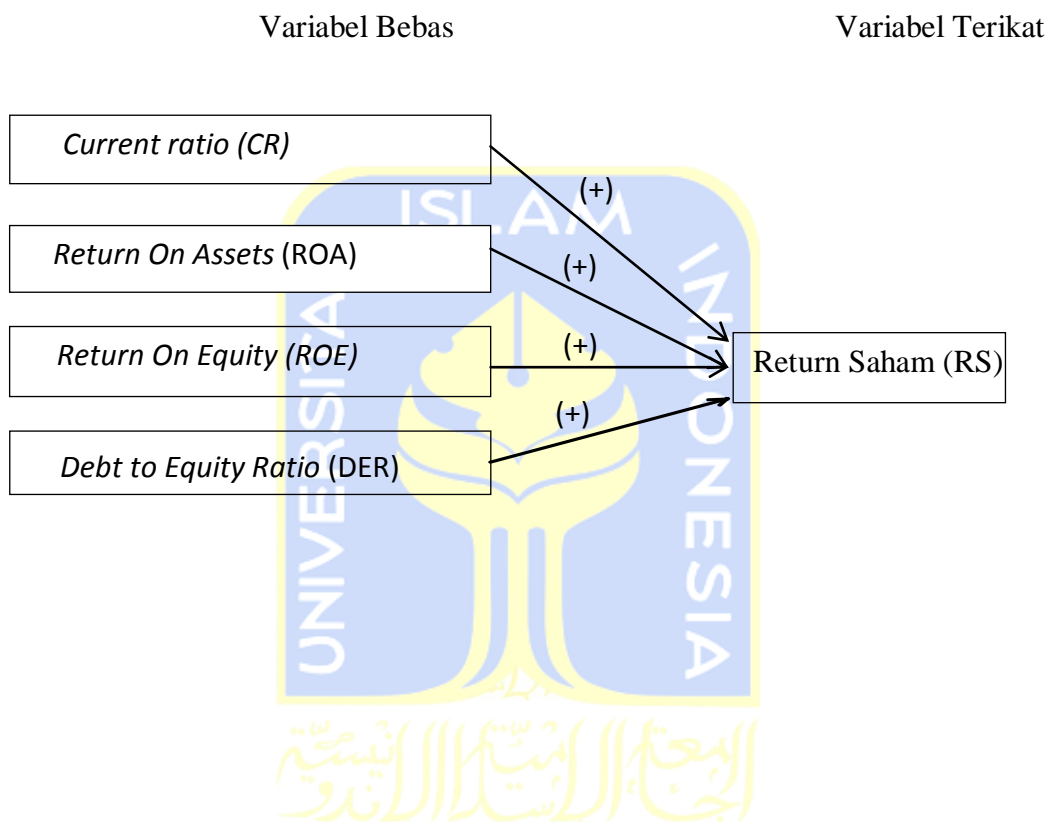 Variabel Bebas
Variabel Terikat
Current ratio (CR)
(+)
Return On Assets (ROA)
(+)
Return On Equity (ROE)
(+)
Return Saham (RS)
Debt to Equity Ratio (DER)
(+)
ISLAM
UNIVERSITA
INDONESIA